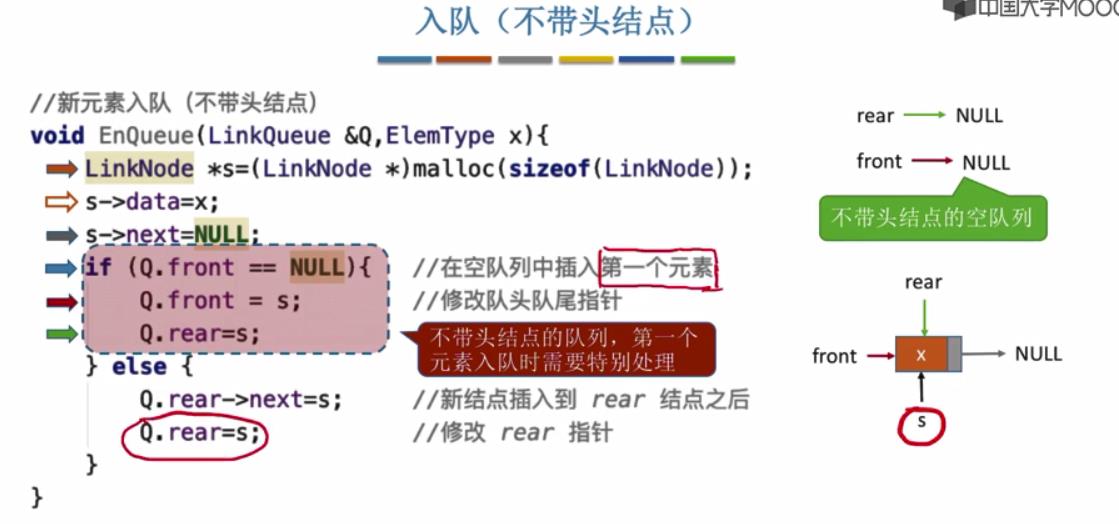 中国大学MOOC
入队（不带头结点）
//新元素入队（不带头结点）
void EnQueue(LinkQueue &Q,ElemType x){
LinkNode *s=(LinkNode *)malloc(sizeof(LinkNode));
s->data=x;
s->next=NULL;
if (Q.front == NULL){ //在空队列中插入第一个元素
Q.front = s; //修改队头队尾指针
Q.rear=s;
} else {
Q.rear->next=s; //新结点插入到 rear 结点之后
Q.rear=s; //修改 rear 指针
}
}
不带头结点的队列，第一个
元素入队时需要特别处理
rear NULL
front NULL
不带头结点的空队列
rear
front x NULL
s